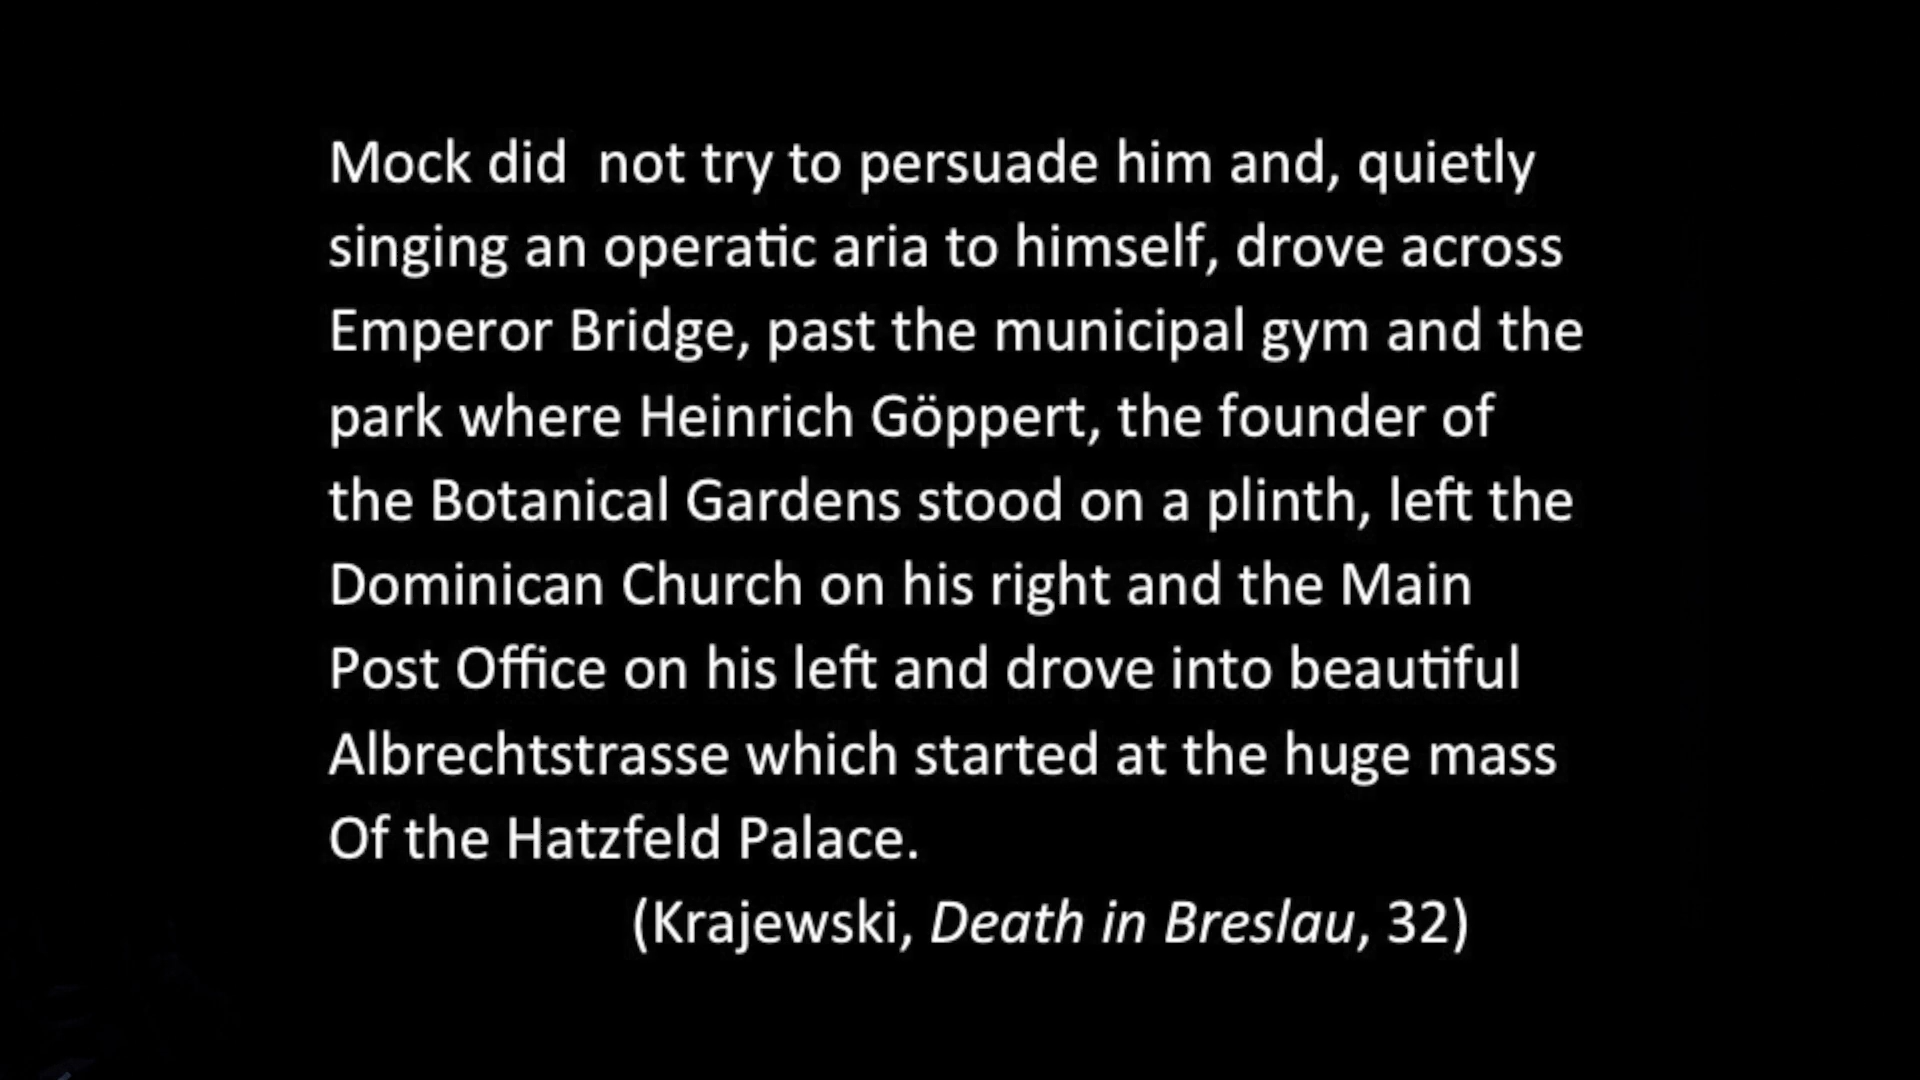 Mock did  not try to persuade him and, quietly
singing an operatic aria to himself, drove across
Emperor Bridge, past the municipal gym and the
park where Heinrich Göppert, the founder of
the Botanical Gardens stood on a plinth, left the
Dominican Church on his right and the Main
Post Office on his left and drove into beautiful
Albrechtstrasse which started at the huge mass
Of the Hatzfeld Palace.
(Krajewski, Death in Breslau, 32)